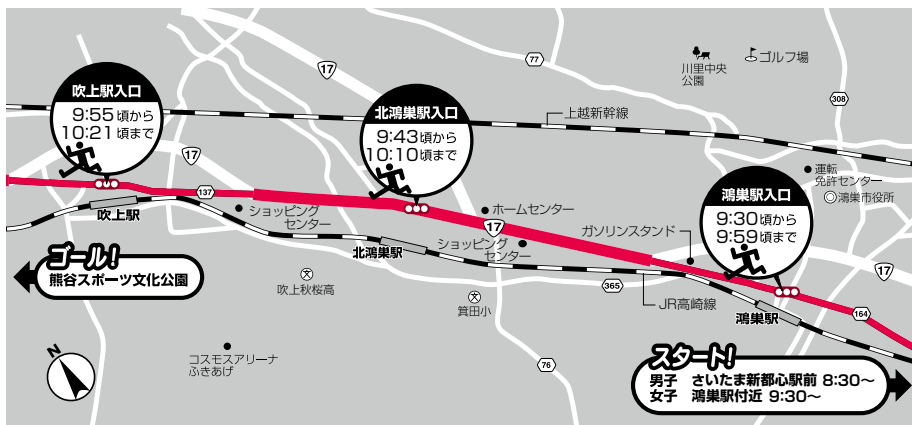 吹上駅入口
9:55頃から
10:21頃まで
17
北鴻巣駅入口
9:43頃から
10:10頃まで
77
川里中央
公園
ゴルフ場
308
上越新幹線
17
137
吹上駅
ショッピング
センター
北鴻巣駅
ホームセンター
17
ショッピング
センター
ガソリンスタンド
鴻巣駅入口
9:30頃から
9:59頃まで
運転
免許センター
鴻巣市役所
17
ゴール!
熊谷スポーツ文化公園
文
吹上秋桜高
文
箕田小
365
JR高崎線
鴻巣駅
164
N
コスモスアリーナ
ふきあげ
76
スタート!
男子 さいたま新都心駅前 8:30〜
女子 鴻巣駅付近 9:30〜